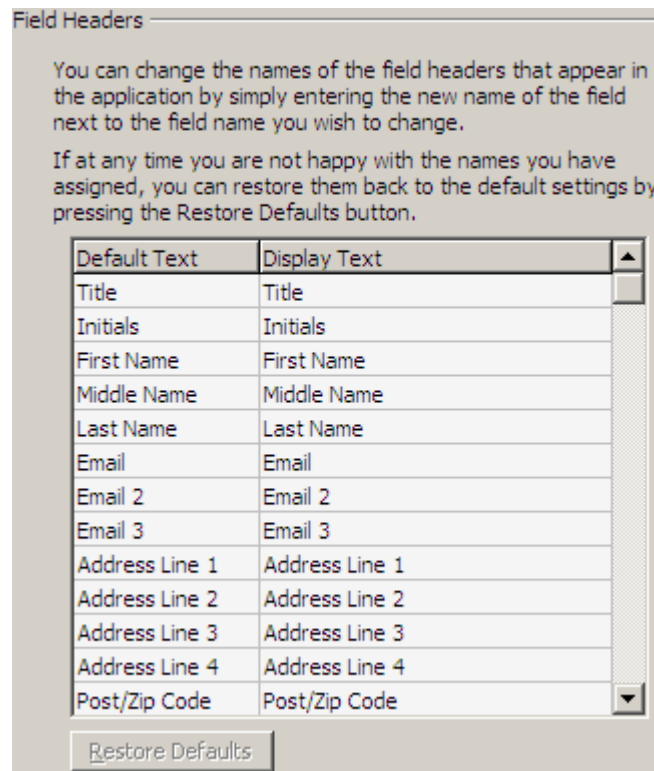 Field Headers
You can change the names of the field headers that appear in
the application by simply entering the new name of the field
next to the field name you wish to change.
If at any time you are not happy with the names you have
assigned, you can restore them back to the default settings by
pressing the Restore Defaults button.
Default Text Display Text
Title Title
Initials Initials
First Name First Name
Middle Name Middle Name
Last Name Last Name
Email Email
Email 2 Email 2
Email 3 Email 3
Address Line 1 Address Line 1
Address Line 2 Address Line 2
Address Line 3 Address Line 3
Address Line 4 Address Line 4
Post/Zip Code Post/Zip Code
Restore Defaults